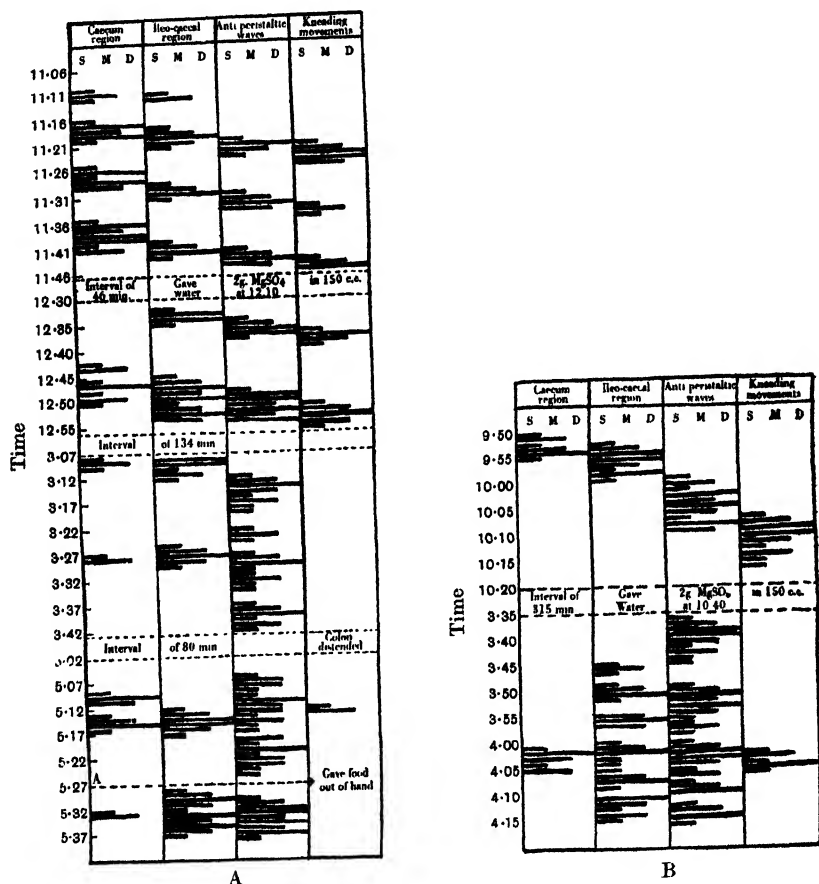 Caecum region
Ileo-caecal region
Anti peristaltic waves
Kneading movements
S M D S M D S M D S M D
11·06
11·11
11·16
11·21
11·26
11·31
11·36
11·41
11·46
Interval of 46 min
Gave water
2g. MgSO₄ at 12.10
in 150 c.c.
12·30
12·35
12·40
12·45
12·50
12·55
Interval of 134 min
3·07
3·12
3·17
3·22
3·27
3·32
3·37
3·42
Interval of 80 min
Colon distended
5·02
5·07
5·12
5·17
5·22
A
5·27
Gave food out of hand
5·32
5·37
Time
A
Caecum region
Ileo-caecal region
Anti peristaltic waves
Kneading movements
S M D S M D S M D S M D
9·50
9·55
10·00
10·05
10·10
10·15
10·20
Interval of 315 min
Gave Water
2g MgSO₄ at 10.40
in 150 c.c.
3·35
3·40
3·45
3·50
3·55
4·00
4·05
4·10
4·15
Time
B